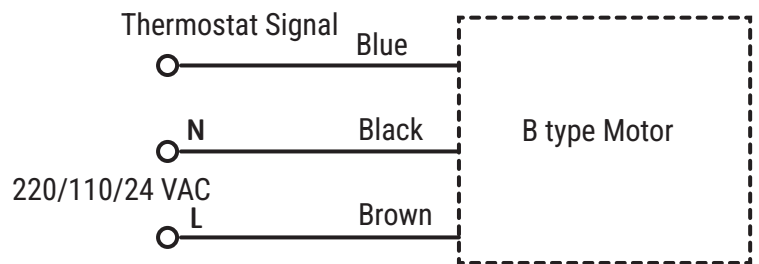 Thermostat Signal
Blue
N
Black
B type Motor
220/110/24 VAC
L
Brown